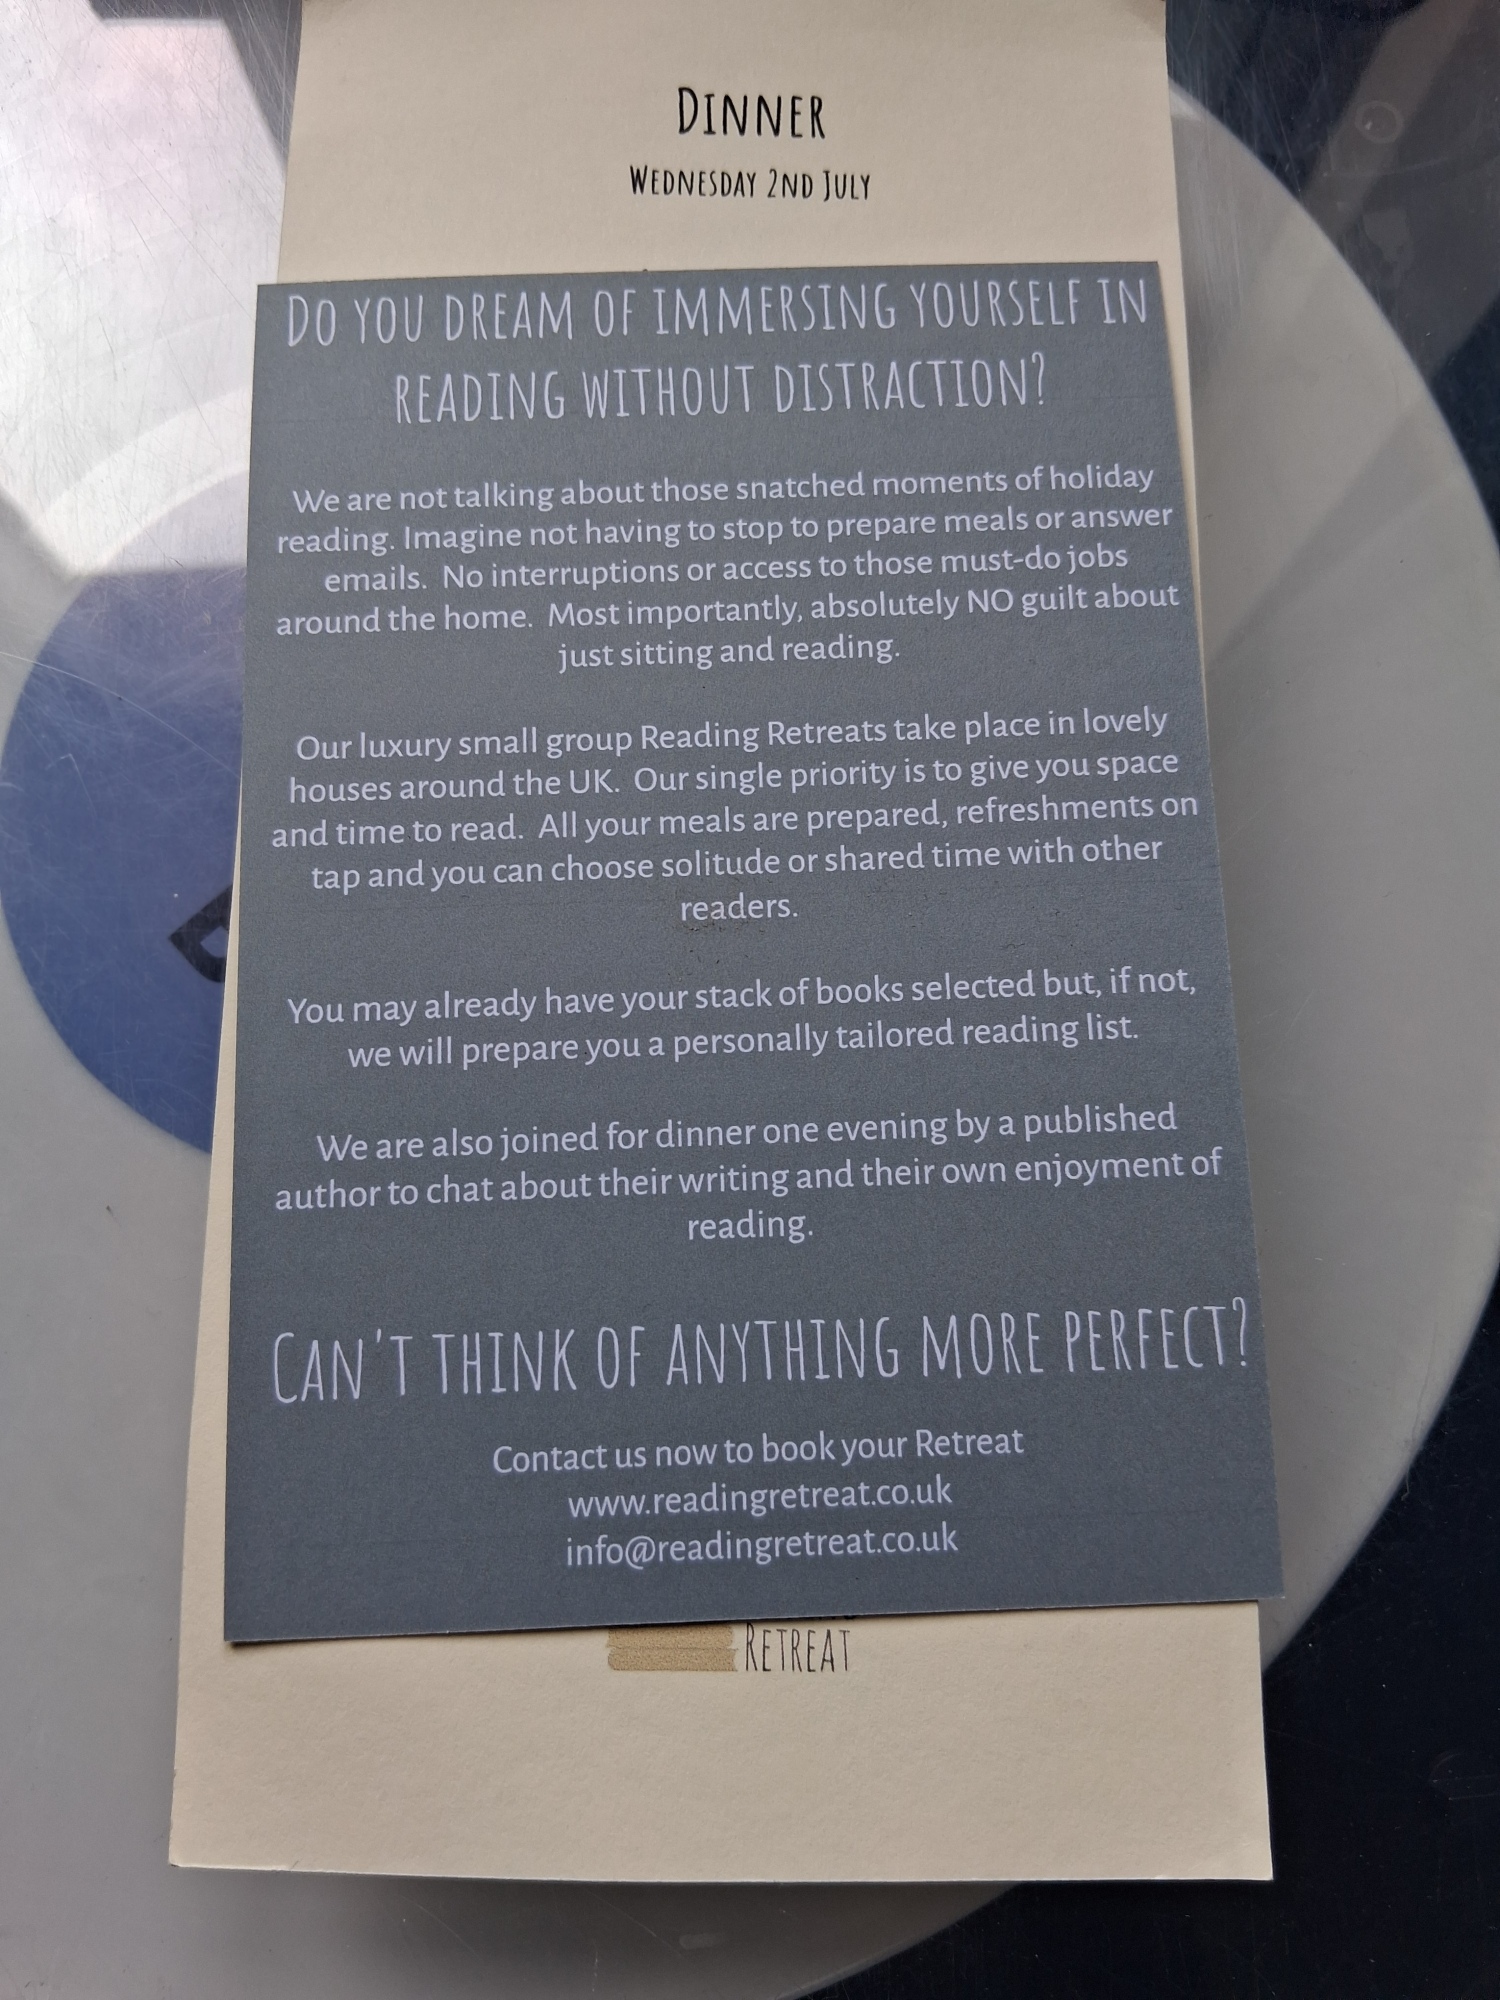 Dinner
Wednesday 2nd July
Do you dream of immersing yourself in
reading without distraction?
We are not talking about those snatched moments of holiday
reading. Imagine not having to stop to prepare meals or answer
emails. No interruptions or access to those must-do jobs
around the home. Most importantly, absolutely NO guilt about
just sitting and reading.
Our luxury small group Reading Retreats take place in lovely
houses around the UK. Our single priority is to give you space
and time to read. All your meals are prepared, refreshments on
tap and you can choose solitude or shared time with other
readers.
You may already have your stack of books selected but, if not,
we will prepare you a personally tailored reading list.
We are also joined for dinner one evening by a published
author to chat about their writing and their own enjoyment of
reading.
Can't think of anything more perfect?
Contact us now to book your Retreat
www.readingretreat.co.uk
info@readingretreat.co.uk
Retreat